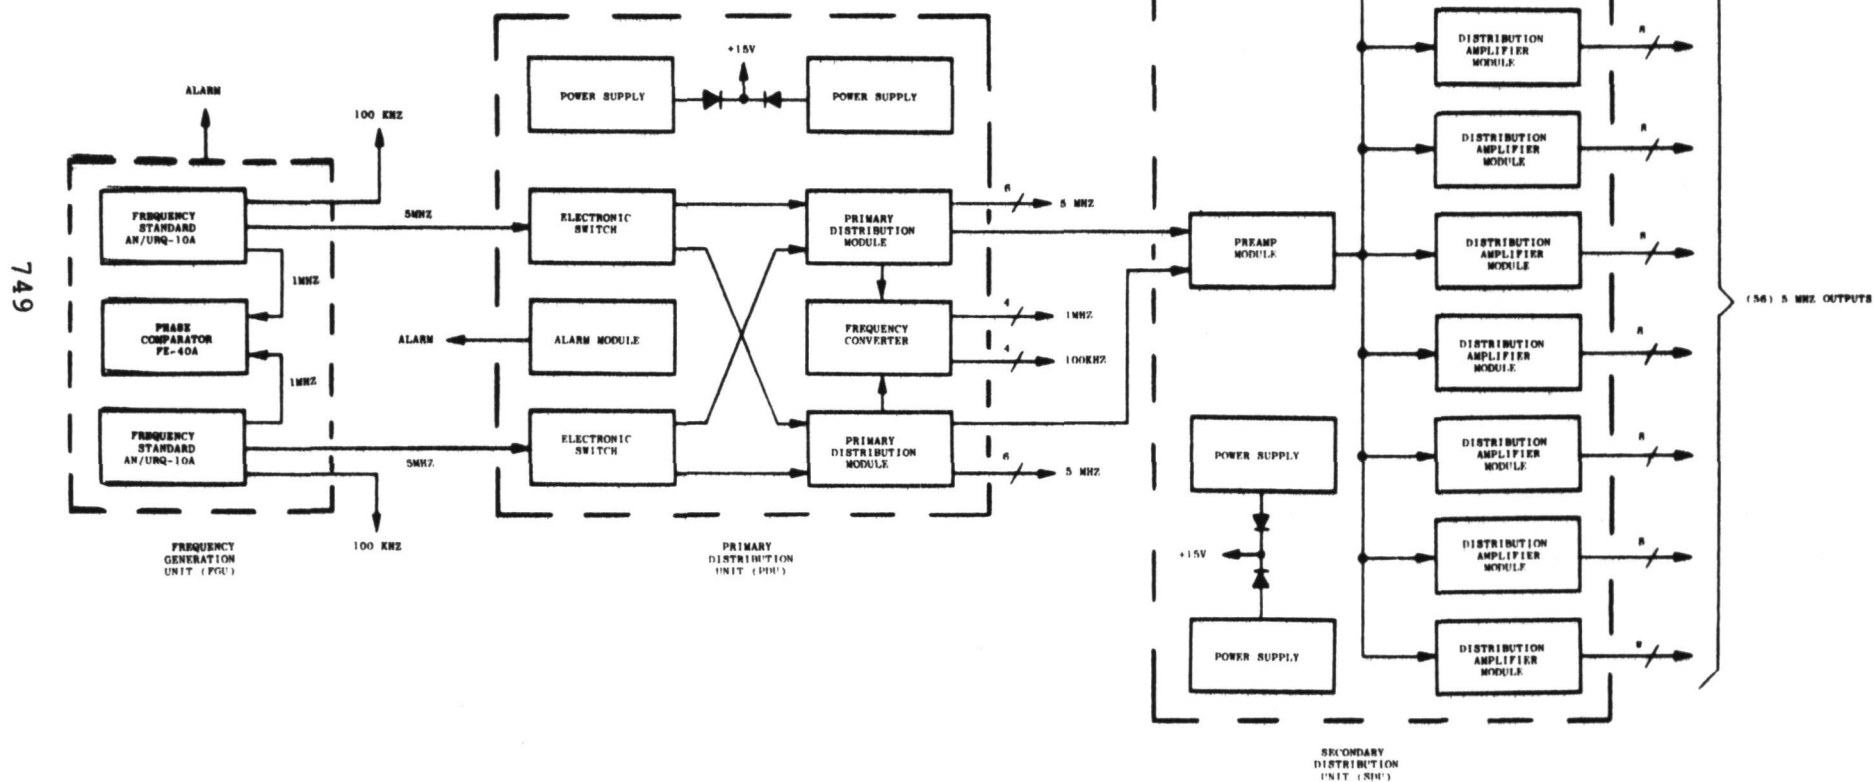 749
ALARM
100 KHZ
FREQUENCY
STANDARD
AN/URQ-10A
1MHZ
PHASE
COMPARATOR
FE-40A
1MHZ
FREQUENCY
STANDARD
AN/URQ-10A
100 KHZ
FREQUENCY
GENERATION
UNIT (FGU)
5MHZ
5MHZ
+15V
POWER SUPPLY
POWER SUPPLY
ELECTRONIC
SWITCH
PRIMARY
DISTRIBUTION
MODULE
6
5 MHZ
ALARM
ALARM MODULE
FREQUENCY
CONVERTER
4
1MHZ
4
100KHZ
ELECTRONIC
SWITCH
PRIMARY
DISTRIBUTION
MODULE
6
5 MHZ
PRIMARY
DISTRIBUTION
UNIT (PDU)
PREAMP
MODULE
POWER SUPPLY
+15V
POWER SUPPLY
DISTRIBUTION
AMPLIFIER
MODULE
8
DISTRIBUTION
AMPLIFIER
MODULE
8
DISTRIBUTION
AMPLIFIER
MODULE
8
DISTRIBUTION
AMPLIFIER
MODULE
8
DISTRIBUTION
AMPLIFIER
MODULE
8
DISTRIBUTION
AMPLIFIER
MODULE
8
DISTRIBUTION
AMPLIFIER
MODULE
8
(56) 5 MHZ OUTPUTS
SECONDARY
DISTRIBUTION
UNIT (SDU)